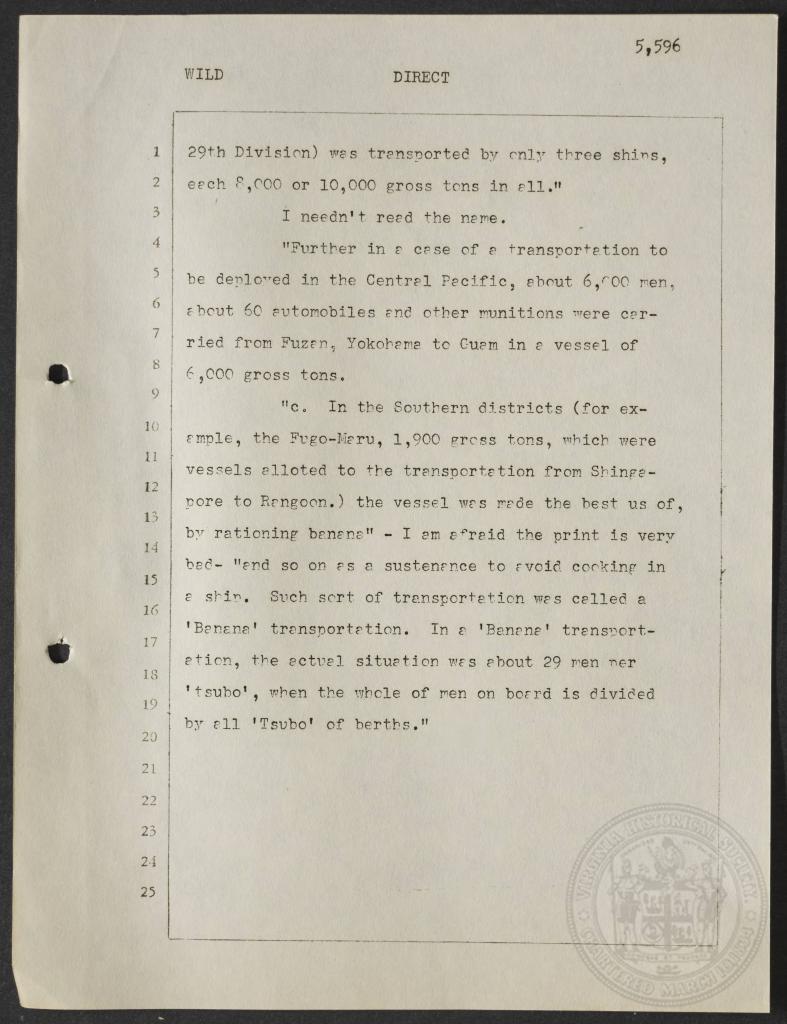 5,596
WILD DIRECT
1 29th Division) was transported by only three ships,
2 each 8,000 or 10,000 gross tons in all."
3 I needn't read the name.
4 "Further in a case of a transportation to
5 be deployed in the Central Pacific, about 6,000 men,
6 about 60 automobiles and other munitions were car-
7 ried from Fuzan, Yokohama to Guam in a vessel of
8 6,000 gross tons.
9 "c. In the Southern districts (for ex-
10 ample, the Fugo-Maru, 1,900 gross tons, which were
11 vessels alloted to the transportation from Shinga-
12 pore to Rangoon.) the vessel was made the best us of,
13 by rationing banana" - I am afraid the print is very
14 bad- "and so on as a sustenance to avoid cooking in
15 a ship. Such sort of transportation was called a
16 'Banana' transportation. In a 'Banana' transport-
17 ation, the actual situation was about 29 men per
18 'tsubo', when the whole of men on board is divided
19 by all 'Tsubo' of berths."
20
21
22
23
24
25
VIRGINIA HISTORICAL SOCIETY.
CHARTERED MARCH 10 1834